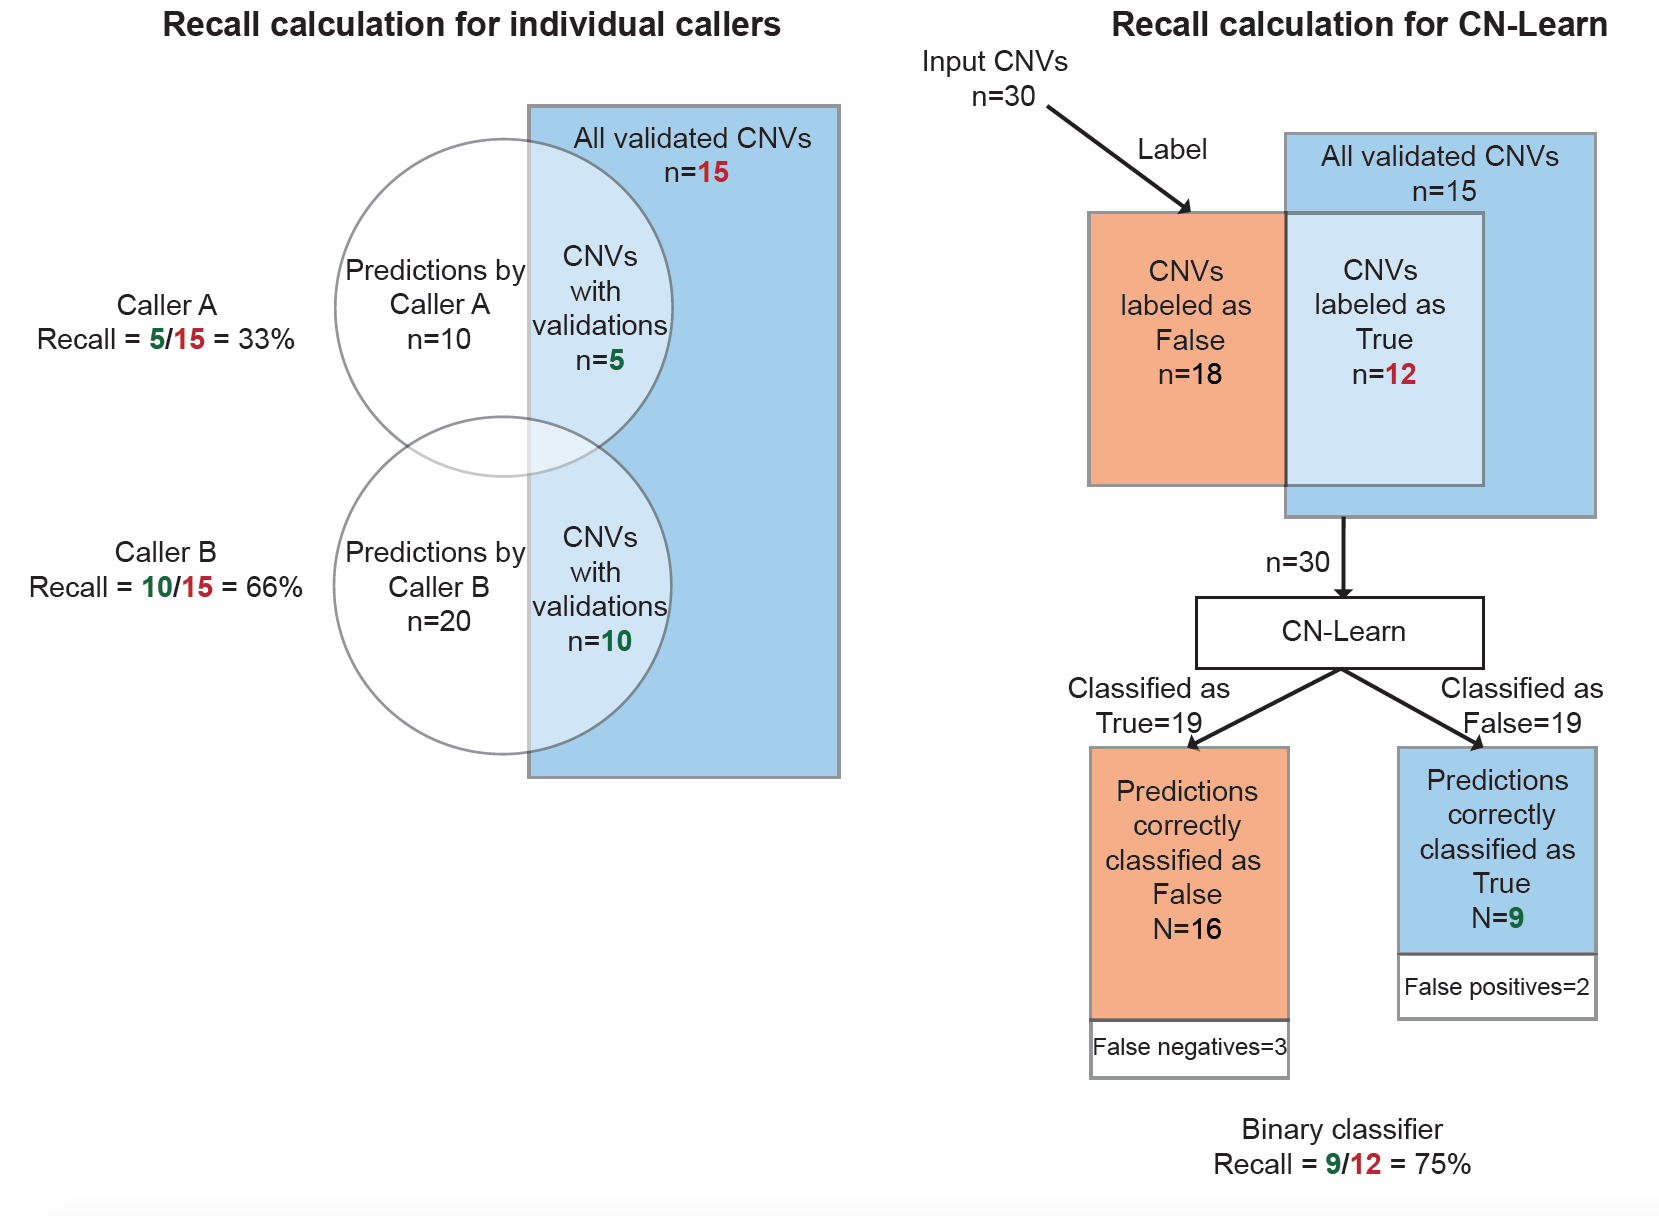 Recall calculation for individual callers
All validated CNVs
n=15
Predictions by
Caller A
n=10
CNVs
with
validations
n=5
Caller A
Recall = 5/15 = 33%
Predictions by
Caller B
n=20
CNVs
with
validations
n=10
Caller B
Recall = 10/15 = 66%
Recall calculation for CN-Learn
Input CNVs
n=30
Label
All validated CNVs
n=15
CNVs
labeled as
False
n=18
CNVs
labeled as
True
n=12
n=30
CN-Learn
Classified as
True=19
Classified as
False=19
Predictions
correctly
classified as
False
N=16
False negatives=3
Predictions
correctly
classified as
True
N=9
False positives=2
Binary classifier
Recall = 9/12 = 75%